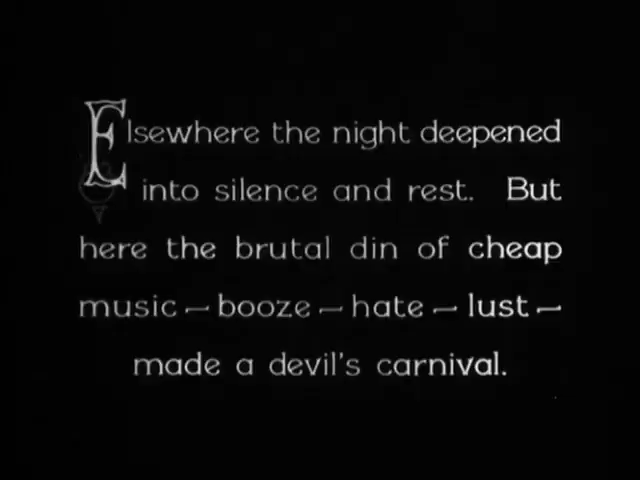 Elsewhere the night deepened
into silence and rest. But
here the brutal din of cheap
music — booze — hate — lust —
made a devil's carnival.